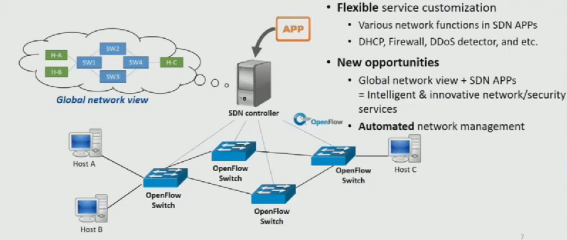 • Flexible service customization
• Various network functions in SDN APPs
• DHCP, Firewall, DDoS detector, and etc.
• New opportunities
• Global network view + SDN APPs
= Intelligent & innovative network/security
services
• Automated network management
APP
H-A
H-B
SW1
SW2
SW3
SW4
H-C
Global network view
SDN controller
OpenFlow
Host A
Host B
Host C
OpenFlow
Switch
OpenFlow
Switch
OpenFlow
Switch
OpenFlow
Switch
7